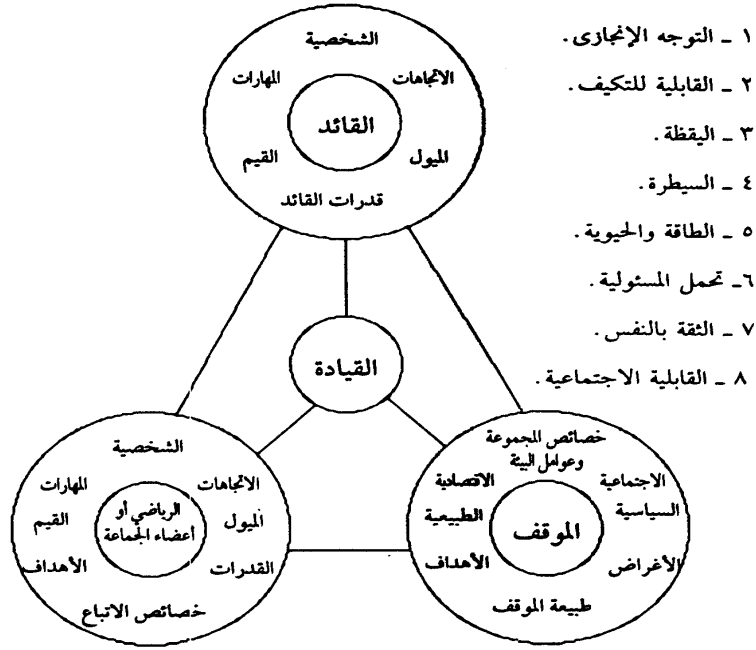 ١ ـ التوجه الإنجازى.
٢ ـ القابلية للتكيف.
٣ ـ اليقظة.
٤ ـ السيطرة.
٥ ـ الطاقة والحيوية.
٦ـ تحمل المسئولية.
٧ ـ الثقة بالنفس.
٨ ـ القابلية الاجتماعية.
الشخصية
الاتجاهات
المهارات
القائد
الميول
القيم
قدرات القائد
القيادة
خصائص المجموعة
وعوامل البيئة
الاجتماعية
الاقتصادية
السياسية
الطبيعية
الموقف
الأغراض
الأهداف
طبيعة الموقف
الشخصية
الاتجاهات
المهارات
الرياضي أو
أعضاء الجماعة
الميول
القيم
القدرات
الأهداف
خصائص الاتباع